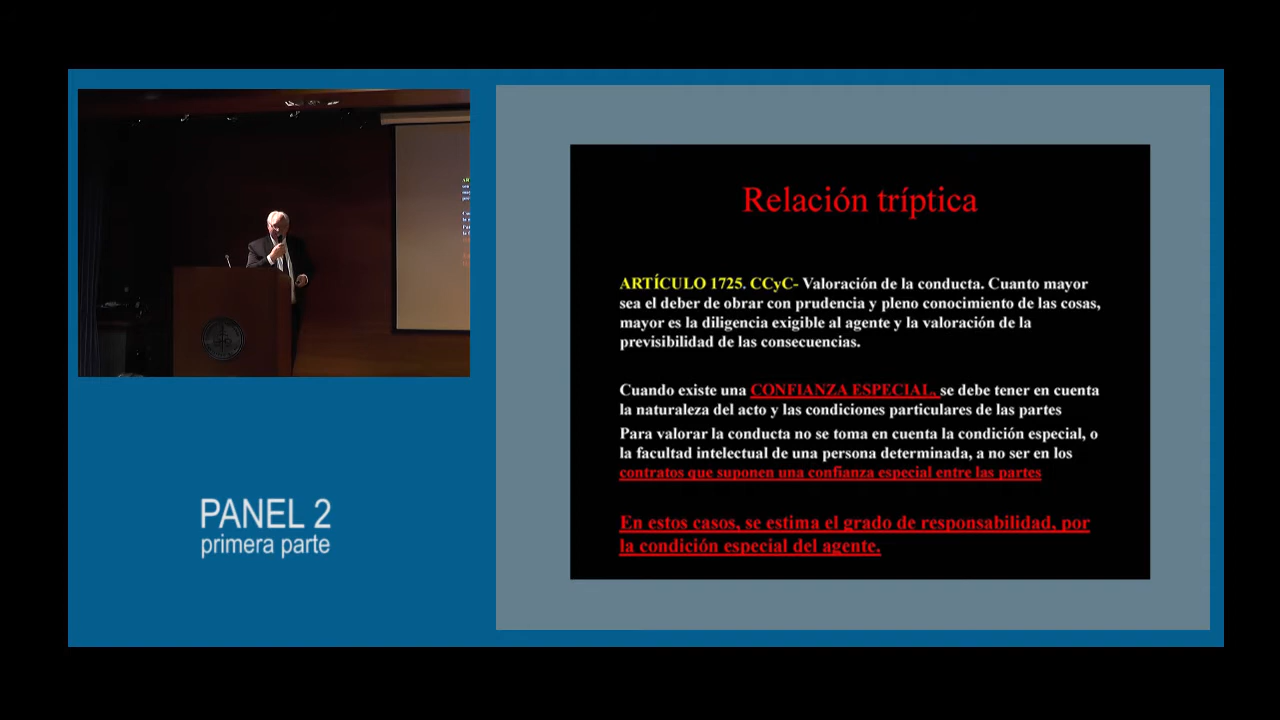 Relación tríptica
ARTÍCULO 1725. CCyC- Valoración de la conducta. Cuanto mayor
sea el deber de obrar con prudencia y pleno conocimiento de las cosas,
mayor es la diligencia exigible al agente y la valoración de la
previsibilidad de las consecuencias.
Cuando existe una CONFIANZA ESPECIAL, se debe tener en cuenta
la naturaleza del acto y las condiciones particulares de las partes
Para valorar la conducta no se toma en cuenta la condición especial, o
la facultad intelectual de una persona determinada, a no ser en los
contratos que suponen una confianza especial entre las partes
En estos casos, se estima el grado de responsabilidad, por
la condición especial del agente.
PANEL 2
primera parte